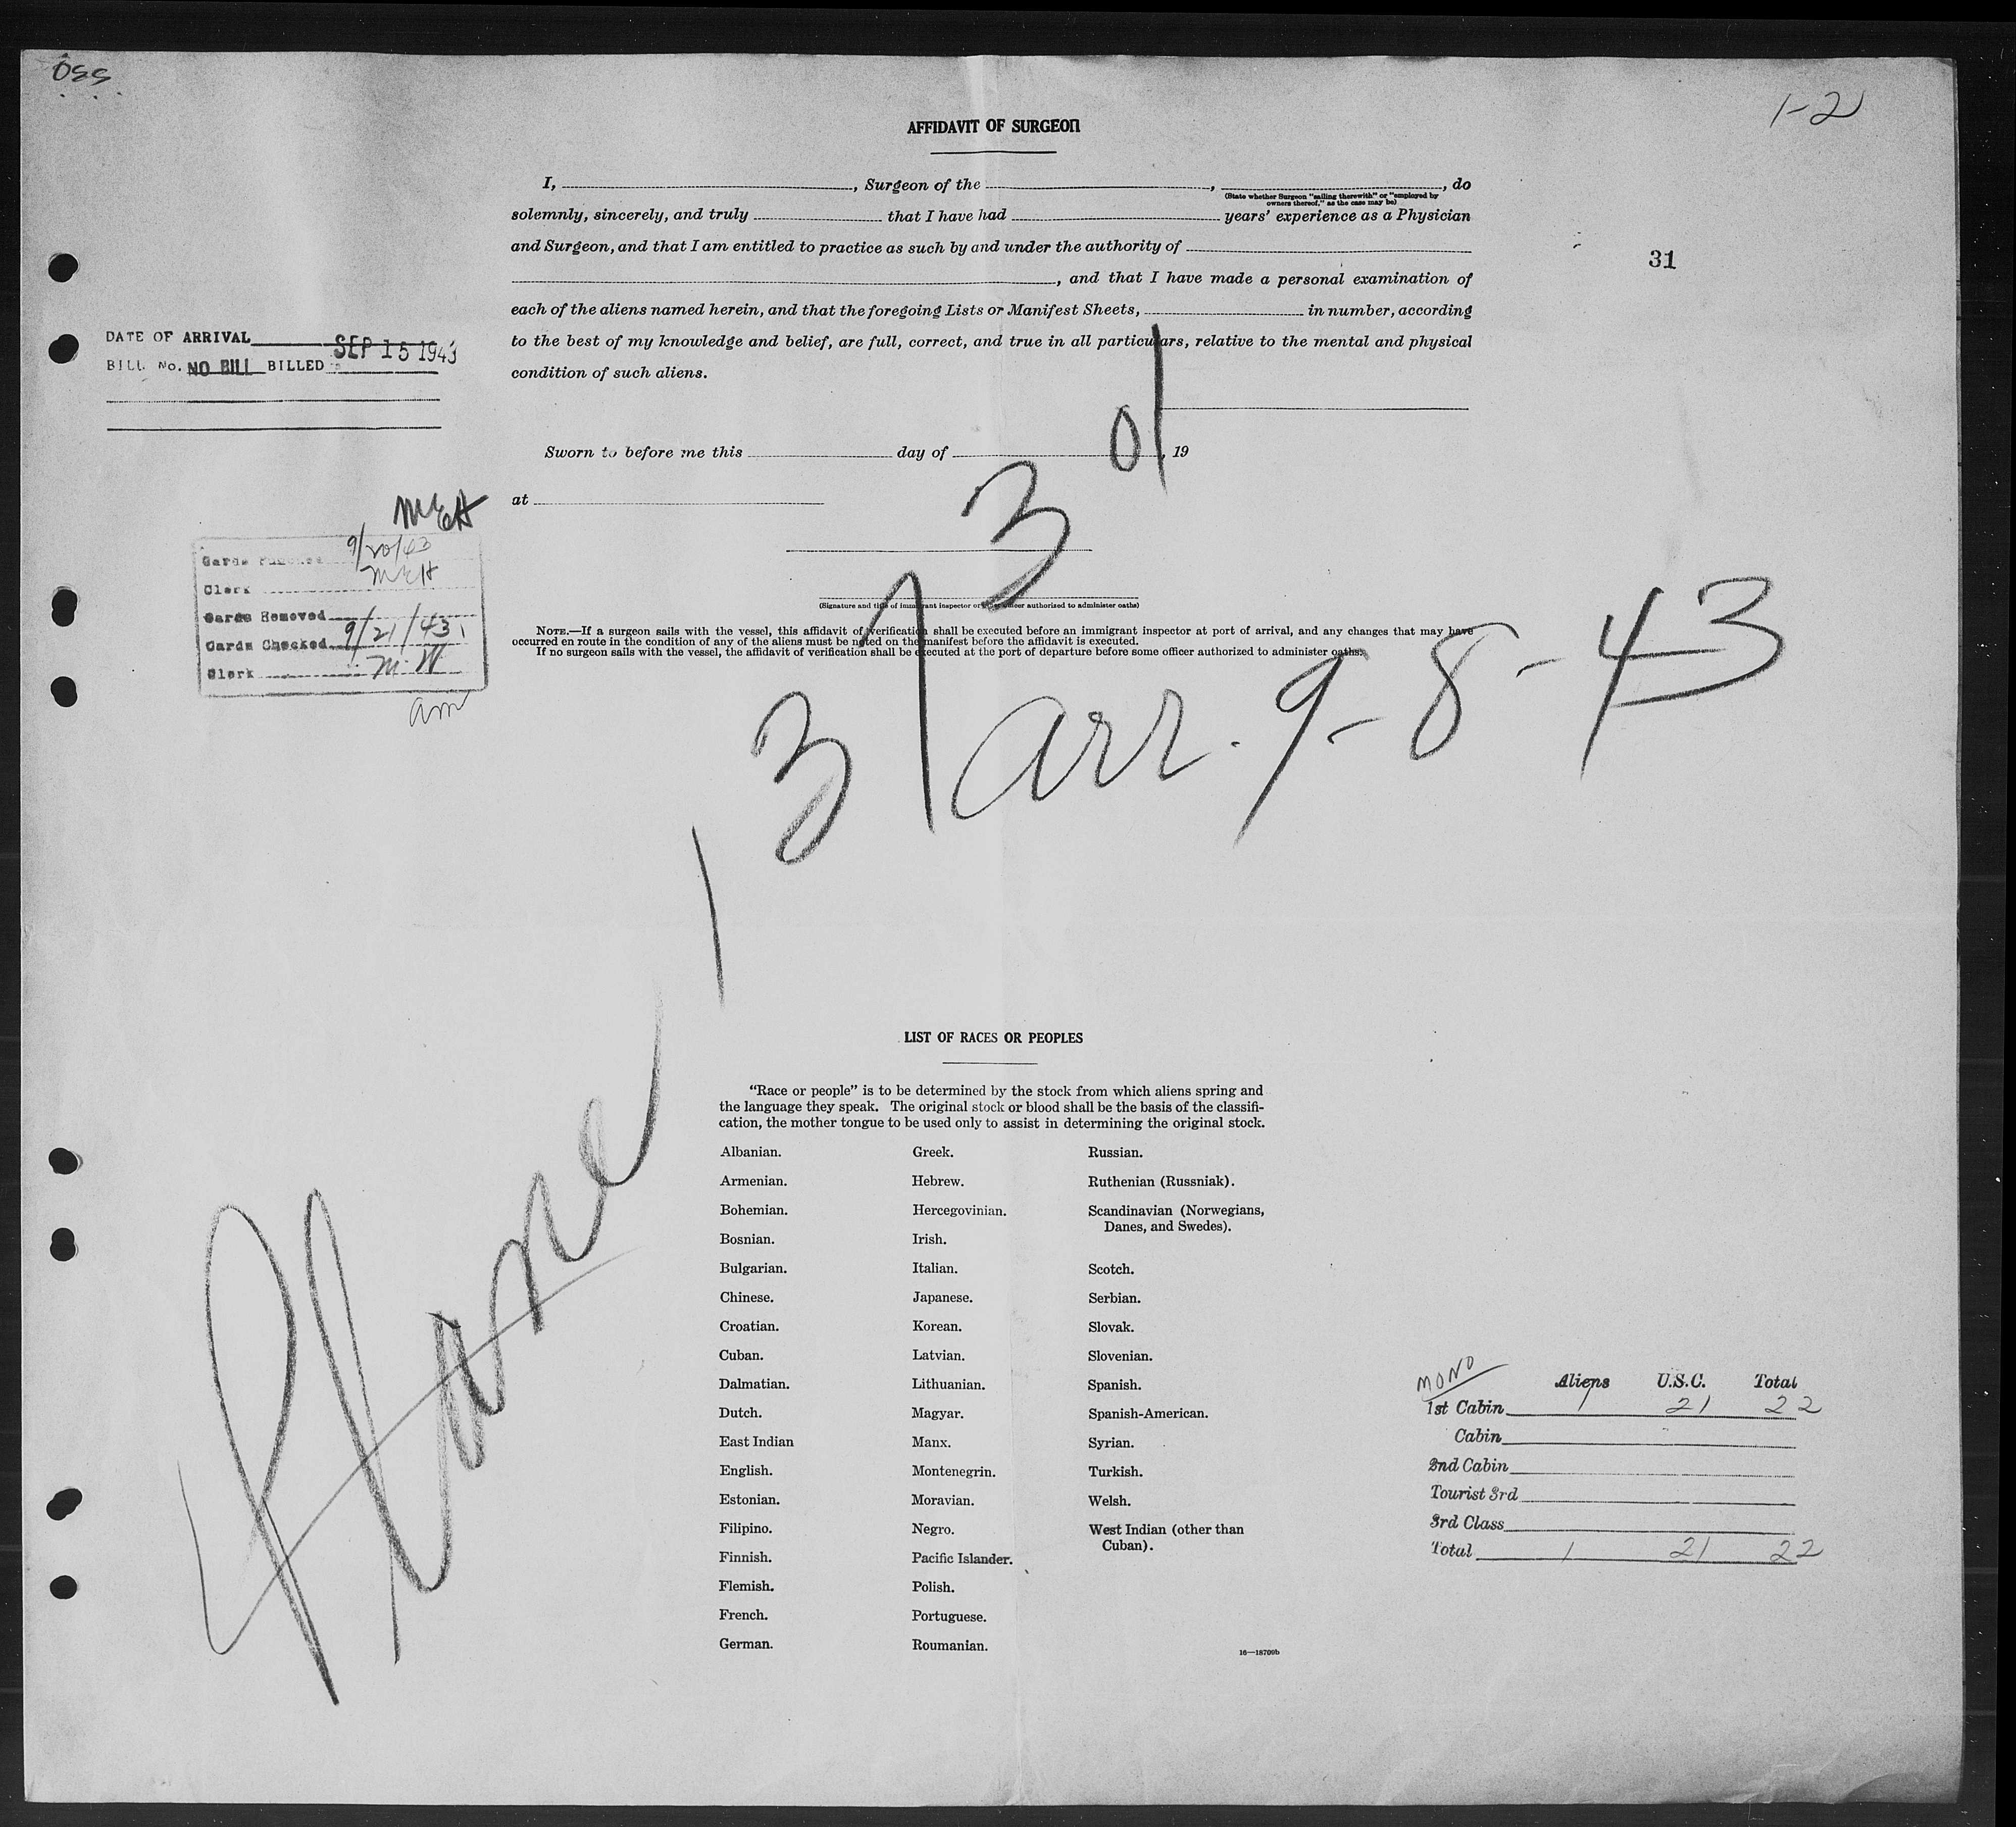 OSS
1-2
AFFIDAVIT OF SURGEON
I, , Surgeon of the , , do
(State whether Surgeon "sailing therewith" or "employed by
owners thereof," as the case may be)
solemnly, sincerely, and truly that I have had years' experience as a Physician
and Surgeon, and that I am entitled to practice as such by and under the authority of
, and that I have made a personal examination of
each of the aliens named herein, and that the foregoing Lists or Manifest Sheets, in number, according
to the best of my knowledge and belief, are full, correct, and true in all particulars, relative to the mental and physical
condition of such aliens.
31
DATE OF ARRIVAL SEP 15 1943
BILL No. NO BILL BILLED
Sworn to before me this day of , 19
at
(Signature and title of immigrant inspector or other officer authorized to administer oaths)
NOTE.—If a surgeon sails with the vessel, this affidavit of verification shall be executed before an immigrant inspector at port of arrival, and any changes that may have
occurred en route in the condition of any of the aliens must be noted on the manifest before the affidavit is executed.
If no surgeon sails with the vessel, the affidavit of verification shall be executed at the port of departure before some officer authorized to administer oaths.
MEH
Cards 9/20/43
Clerk MEH
Cards Removed
Cards Checked 9/21/43
Clerk M.W
am
Plane 1 3 1 3 01
arr. 9-8-43
LIST OF RACES OR PEOPLES
"Race or people" is to be determined by the stock from which aliens spring and
the language they speak. The original stock or blood shall be the basis of the classifi-
cation, the mother tongue to be used only to assist in determining the original stock.
Albanian.
Armenian.
Bohemian.
Bosnian.
Bulgarian.
Chinese.
Croatian.
Cuban.
Dalmatian.
Dutch.
East Indian
English.
Estonian.
Filipino.
Finnish.
Flemish.
French.
German.
Greek.
Hebrew.
Hercegovinian.
Irish.
Italian.
Japanese.
Korean.
Latvian.
Lithuanian.
Magyar.
Manx.
Montenegrin.
Moravian.
Negro.
Pacific Islander.
Polish.
Portuguese.
Roumanian.
Russian.
Ruthenian (Russniak).
Scandinavian (Norwegians,
Danes, and Swedes).
Scotch.
Serbian.
Slovak.
Slovenian.
Spanish.
Spanish-American.
Syrian.
Turkish.
Welsh.
West Indian (other than
Cuban).
16—18709b
MONO
Aliens U.S.C. Total
1st Cabin 1 21 22
Cabin
2nd Cabin
Tourist 3rd
3rd Class
Total 1 21 22